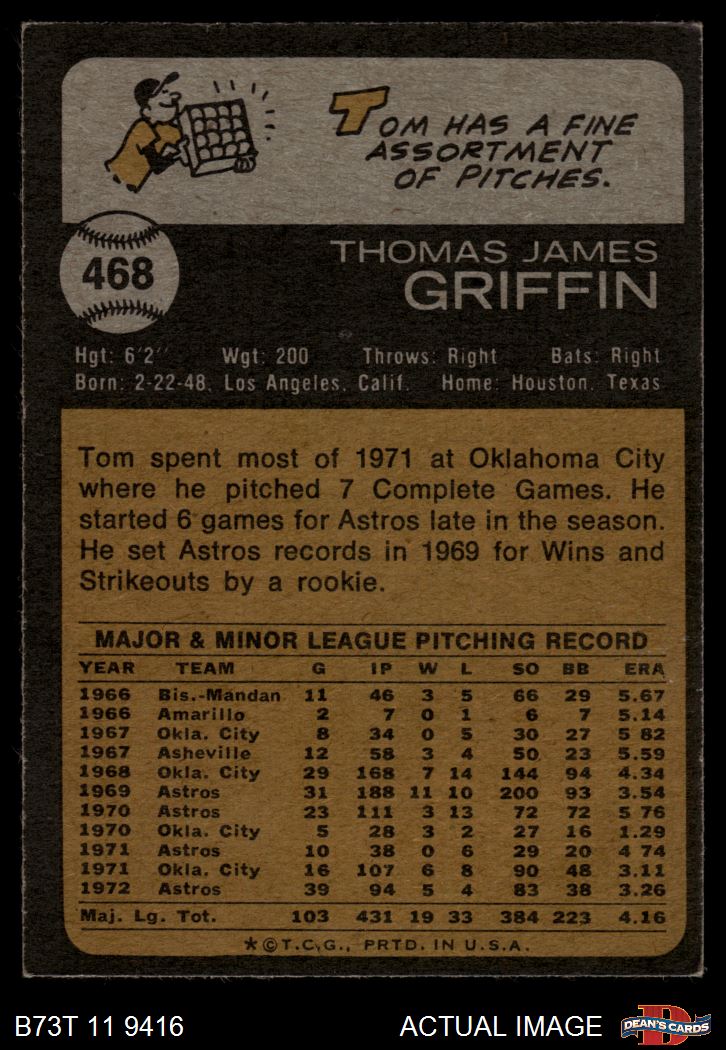 TOM HAS A FINE
ASSORTMENT
OF PITCHES.
468
THOMAS JAMES
GRIFFIN
Hgt: 6'2" Wgt: 200 Throws: Right Bats: Right
Born: 2-22-48, Los Angeles, Calif. Home: Houston, Texas
Tom spent most of 1971 at Oklahoma City
where he pitched 7 Complete Games. He
started 6 games for Astros late in the season.
He set Astros records in 1969 for Wins and
Strikeouts by a rookie.
MAJOR & MINOR LEAGUE PITCHING RECORD
YEAR TEAM G IP W L SO BB ERA
1966 Bis.-Mandan 11 46 3 5 66 29 5.67
1966 Amarillo 2 7 0 1 6 7 5.14
1967 Okla. City 8 34 0 5 30 27 5 82
1967 Asheville 12 58 3 4 50 23 5.59
1968 Okla. City 29 168 7 14 144 94 4.34
1969 Astros 31 188 11 10 200 93 3.54
1970 Astros 23 111 3 13 72 72 5 76
1970 Okla. City 5 28 3 2 27 16 1.29
1971 Astros 10 38 0 6 29 20 4 74
1971 Okla. City 16 107 6 8 90 48 3.11
1972 Astros 39 94 5 4 83 38 3.26
Maj. Lg. Tot. 103 431 19 33 384 223 4.16
★©T.C.G., PRTD. IN U.S.A.
B73T 11 9416 ACTUAL IMAGE
D
DEAN'S CARDS